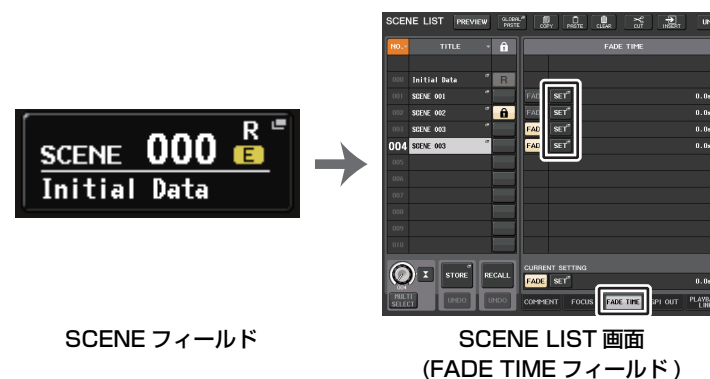 SCENE 000 R E
Initial Data
SCENE フィールド
SCENE LIST PREVIEW GLOBAL PASTE COPY PASTE CLEAR CUT INSERT
NO. TITLE FADE TIME
000 Initial Data R
001 SCENE 001 SET
002 SCENE 002 SET
003 SCENE 003 SET
004 SCENE 003 SET
005
006
007
008
009
010
004 STORE RECALL
CURRENT SETTING
FADE SET
MULTI SELECT UNDO UNDO
COMMENT FOCUS FADE TIME GPI OUT
SCENE LIST 画面
(FADE TIME フィールド )